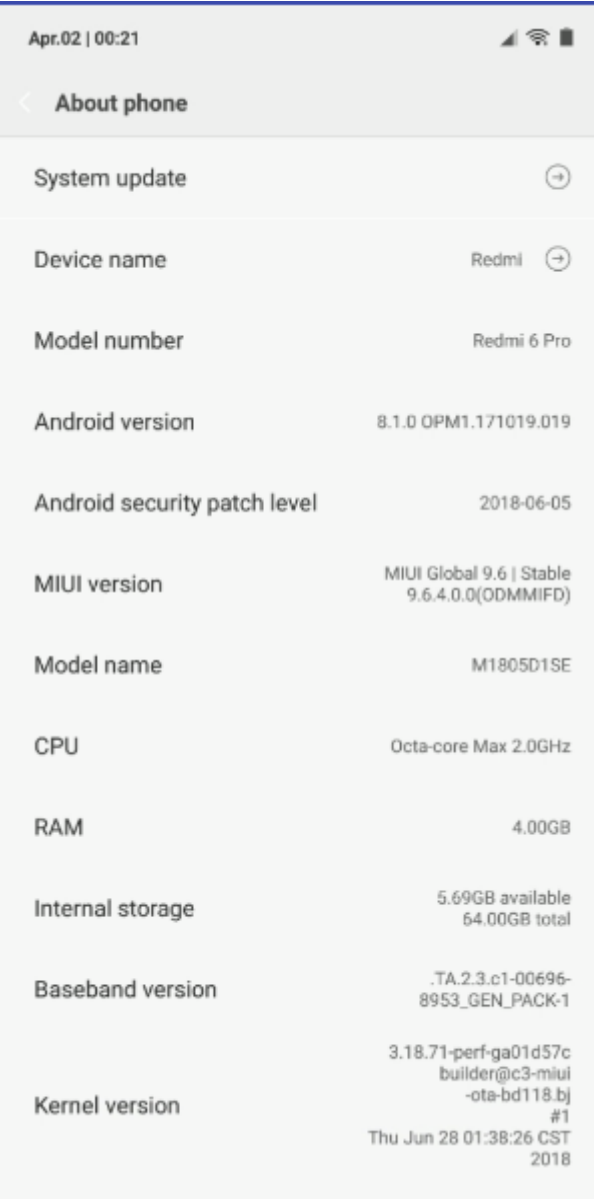 Apr.02 | 00:21
About phone
System update
Device name Redmi
Model number Redmi 6 Pro
Android version 8.1.0 OPM1.171019.019
Android security patch level 2018-06-05
MIUI version MIUI Global 9.6 | Stable
9.6.4.0.0(ODMMIFD)
Model name M1805D1SE
CPU Octa-core Max 2.0GHz
RAM 4.00GB
Internal storage 5.69GB available
64.00GB total
Baseband version .TA.2.3.c1-00696-
8953_GEN_PACK-1
Kernel version 3.18.71-perf-ga01d57c
builder@c3-miui
-ota-bd118.bj
#1
Thu Jun 28 01:38:26 CST
2018